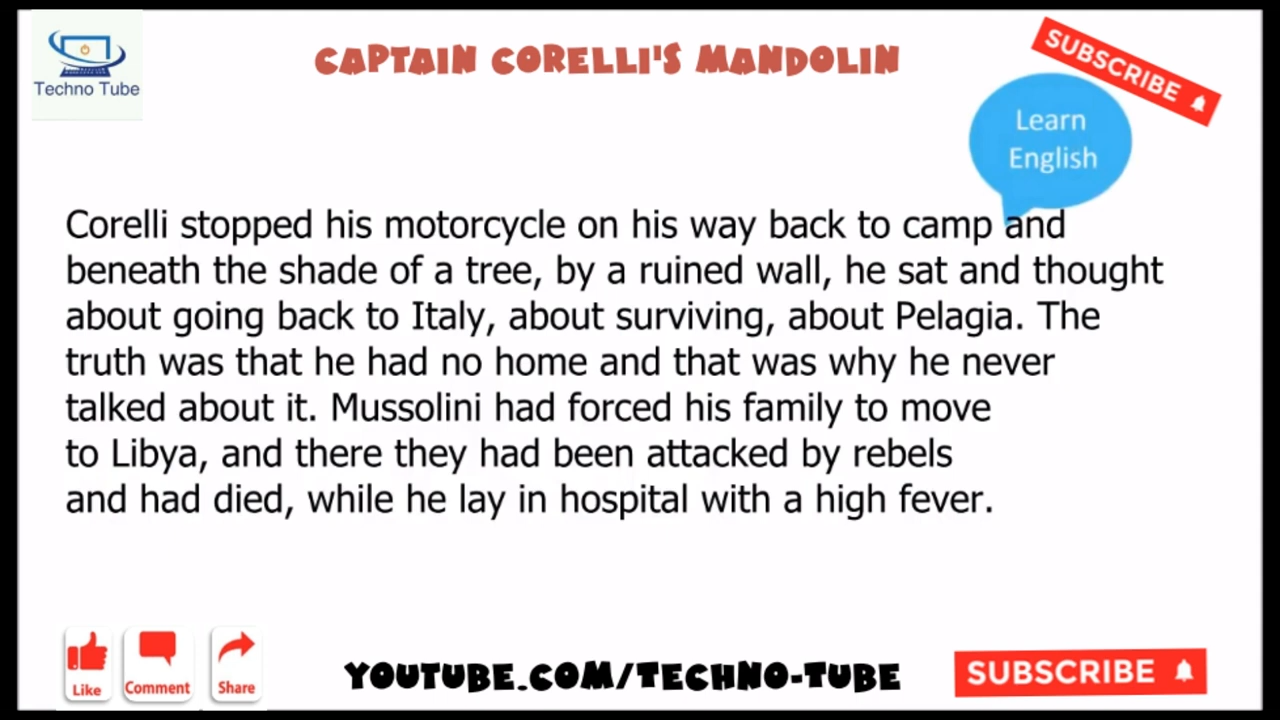 Techno Tube
CAPTAIN CORELLI'S MANDOLIN
SUBSCRIBE
Learn
English
Corelli stopped his motorcycle on his way back to camp and
beneath the shade of a tree, by a ruined wall, he sat and thought
about going back to Italy, about surviving, about Pelagia. The
truth was that he had no home and that was why he never
talked about it. Mussolini had forced his family to move
to Libya, and there they had been attacked by rebels
and had died, while he lay in hospital with a high fever.
Like
Comment
Share
YOUTUBE.COM/TECHNO-TUBE
SUBSCRIBE